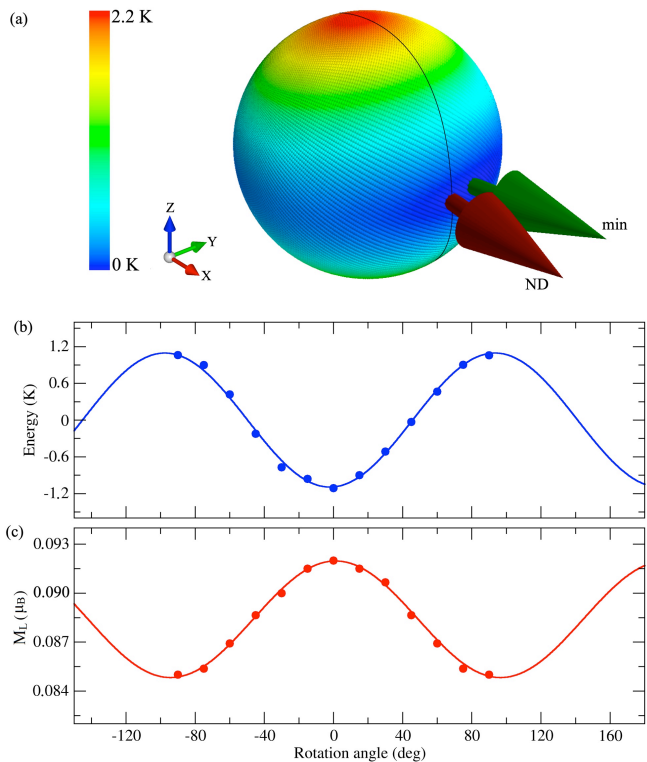 (a)
2.2 K
0 K
Z
Y
X
min
ND
(b)
1.2
0.6
0
-0.6
-1.2
Energy (K)
(c)
0.093
0.090
0.087
0.084
M_L (μ_B)
-120 -80 -40 0 40 80 120 160
Rotation angle (deg)